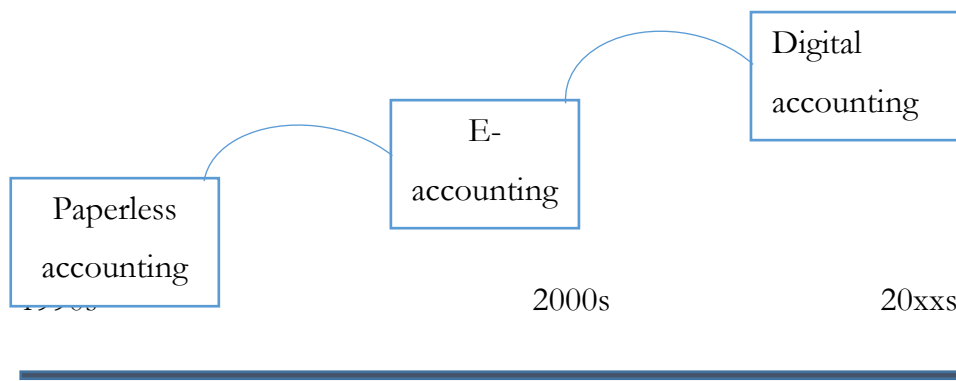 Digital
accounting
E-
accounting
Paperless
accounting
2000s
20xxs